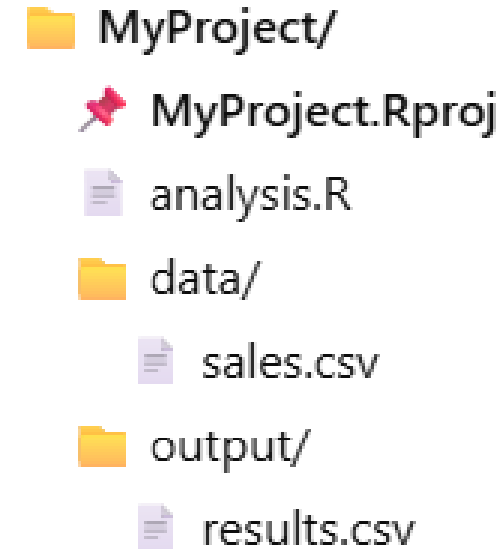 MyProject/
MyProject.Rproj
analysis.R
data/
sales.csv
output/
results.csv